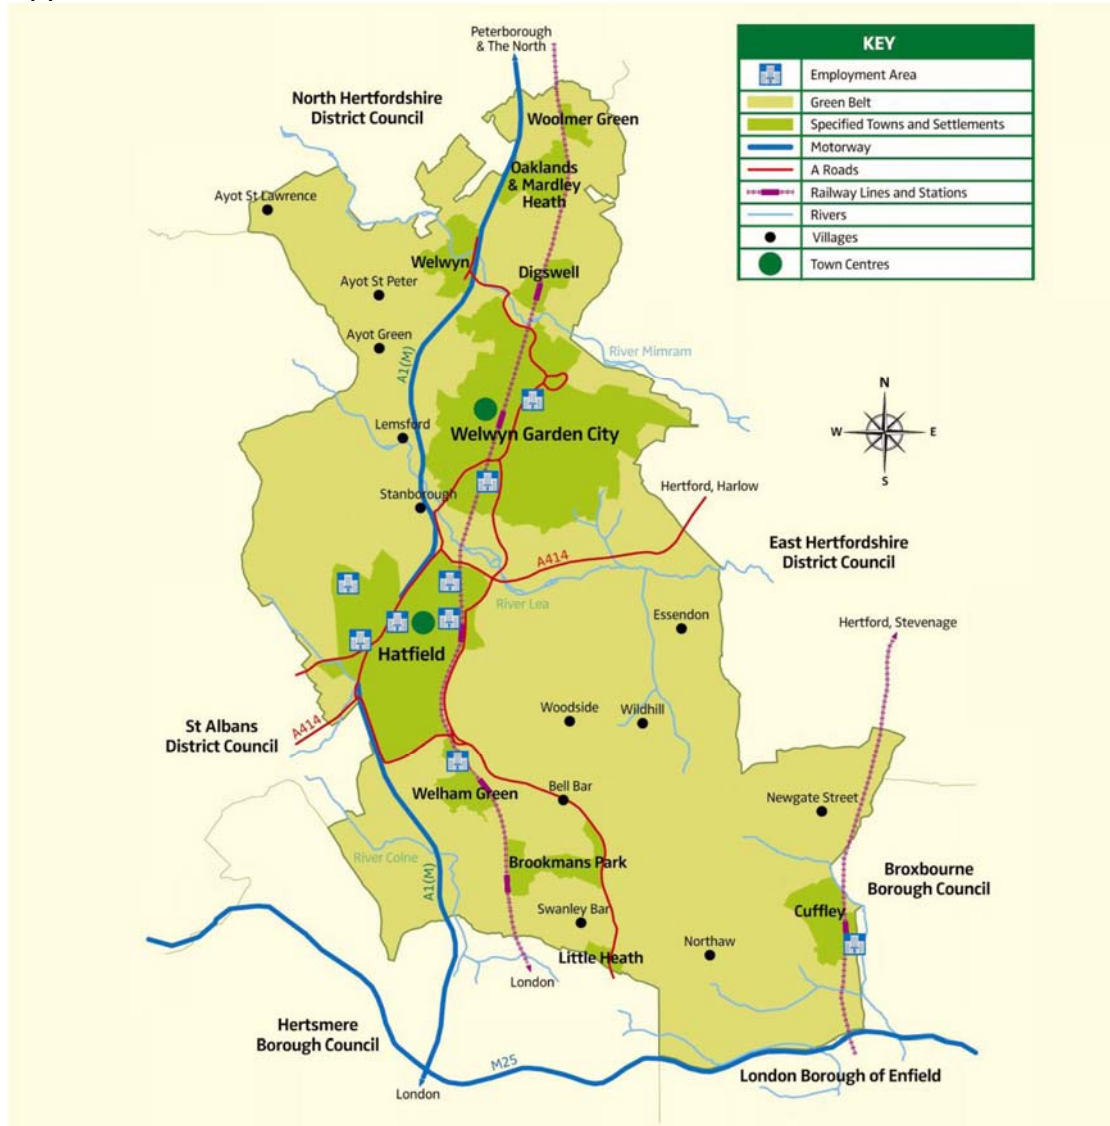 Peterborough
& The North
KEY
Employment Area
Green Belt
Specified Towns and Settlements
Motorway
A Roads
Railway Lines and Stations
Rivers
Villages
Town Centres
North Hertfordshire
District Council
Woolmer Green
Oaklands
& Mardley
Heath
Ayot St Lawrence
Welwyn
Digswell
Ayot St Peter
Ayot Green
A1(M)
River Mimram
N
W
E
S
Lemsford
Welwyn Garden City
Stanborough
Hertford, Harlow
A414
East Hertfordshire
District Council
River Lea
Essendon
Hertford, Stevenage
Hatfield
Woodside
Wildhill
St Albans
District Council
A414
Welham Green
Bell Bar
Newgate Street
River Colne
A1(M)
Brookmans Park
Broxbourne
Borough Council
Swanley Bar
Cuffley
Northaw
Little Heath
London
Hertsmere
Borough Council
M25
London
London Borough of Enfield